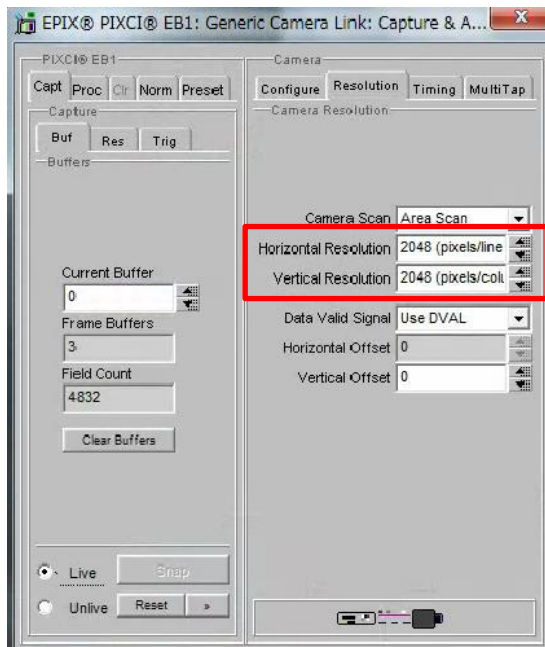 EPIX® PIXCI® EB1: Generic Camera Link: Capture & A...
PIXCI® EB1
Capt Proc Clr Norm Preset
Capture
Buf Res Trig
Buffers
Current Buffer
0
Frame Buffers
3
Field Count
4832
Clear Buffers
Live Snap
Unlive Reset »
Camera
Configure Resolution Timing MultiTap
Camera Resolution
Camera Scan Area Scan
Horizontal Resolution 2048 (pixels/line
Vertical Resolution 2048 (pixels/colu
Data Valid Signal Use DVAL
Horizontal Offset 0
Vertical Offset 0